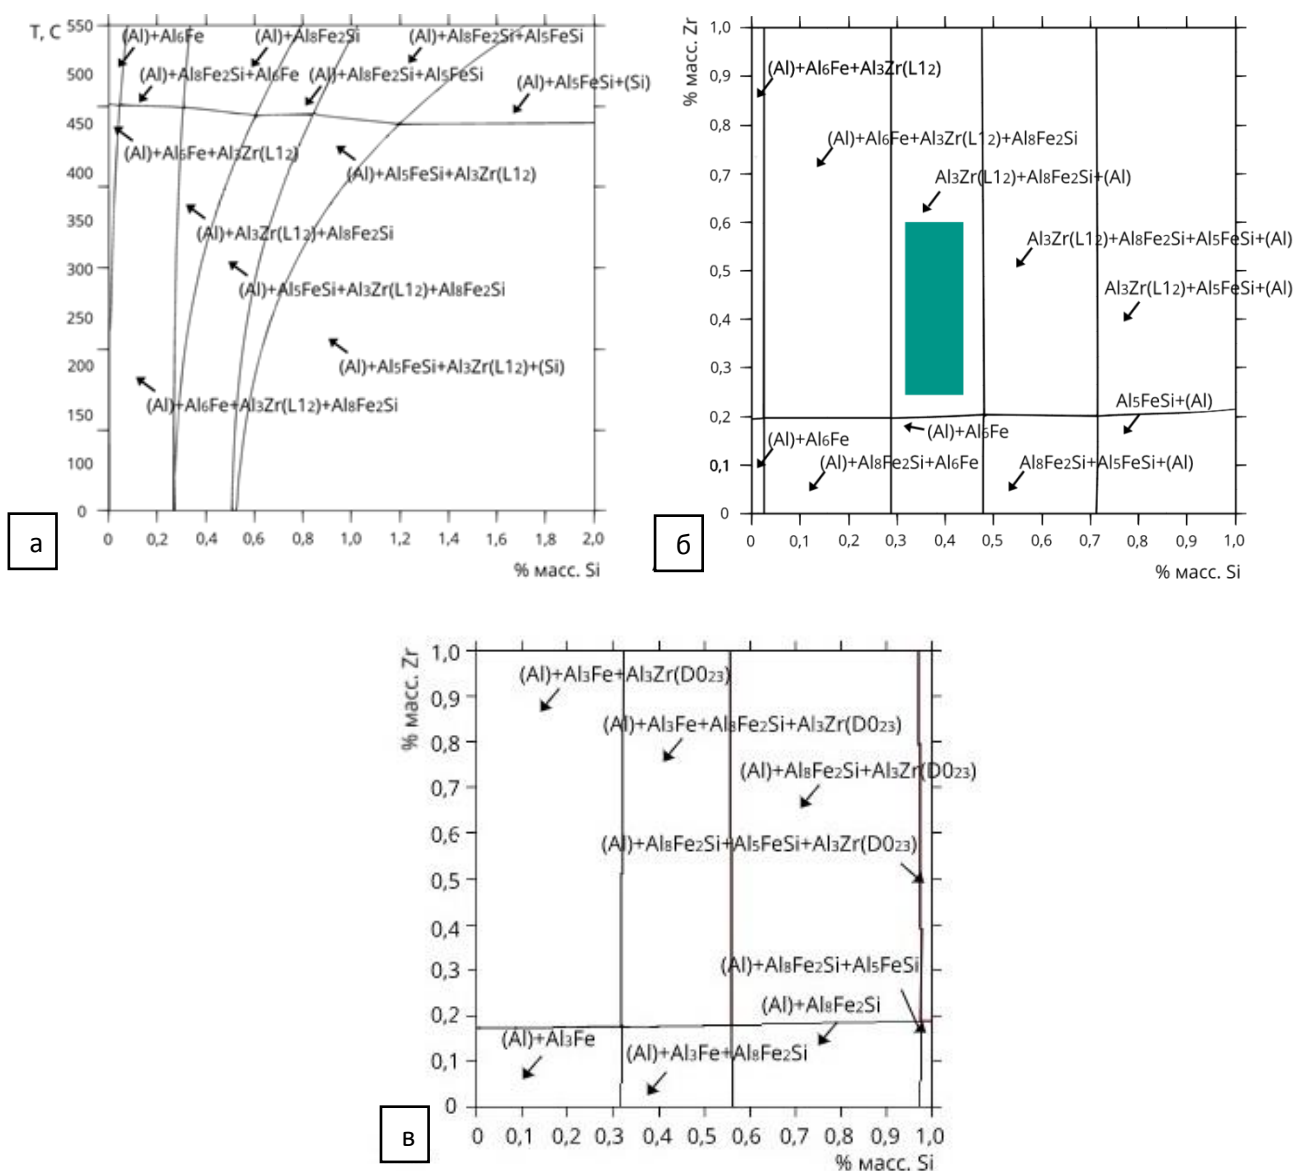 T, C
550
500
450
400
350
300
250
200
150
100
0
(Al)+Al6Fe
(Al)+Al8Fe2Si
(Al)+Al8Fe2Si+Al5FeSi
(Al)+Al8Fe2Si+Al6Fe
(Al)+Al8Fe2Si+Al5FeSi
(Al)+Al5FeSi+(Si)
(Al)+Al6Fe+Al3Zr(L12)
(Al)+Al5FeSi+Al3Zr(L12)
(Al)+Al3Zr(L12)+Al8Fe2Si
(Al)+Al5FeSi+Al3Zr(L12)+Al8Fe2Si
(Al)+Al5FeSi+Al3Zr(L12)+(Si)
(Al)+Al6Fe+Al3Zr(L12)+Al8Fe2Si
0 0,2 0,4 0,6 0,8 1,0 1,2 1,4 1,6 1,8 2,0
% масс. Si
а
% масс. Zr
1,0
0,9
0,8
0,7
0,6
0,5
0,4
0,3
0,2
0,1
0
(Al)+Al6Fe+Al3Zr(L12)
(Al)+Al6Fe+Al3Zr(L12)+Al8Fe2Si
Al3Zr(L12)+Al8Fe2Si+(Al)
Al3Zr(L12)+Al8Fe2Si+Al5FeSi+(Al)
Al3Zr(L12)+Al5FeSi+(Al)
Al5FeSi+(Al)
(Al)+Al6Fe
(Al)+Al6Fe
(Al)+Al8Fe2Si+Al6Fe
Al8Fe2Si+Al5FeSi+(Al)
0 0,1 0,2 0,3 0,4 0,5 0,6 0,7 0,8 0,9 1,0
% масс. Si
б
% масс. Zr
1,0
0,9
0,8
0,7
0,6
0,5
0,4
0,3
0,2
0,1
0
(Al)+Al3Fe+Al3Zr(D023)
(Al)+Al3Fe+Al8Fe2Si+Al3Zr(D023)
(Al)+Al8Fe2Si+Al3Zr(D023)
(Al)+Al8Fe2Si+Al5FeSi+Al3Zr(D023)
(Al)+Al8Fe2Si+Al5FeSi
(Al)+Al8Fe2Si
(Al)+Al3Fe
(Al)+Al3Fe+Al8Fe2Si
0 0,1 0,2 0,3 0,4 0,5 0,6 0,7 0,8 0,9 1,0
% масс. Si
в